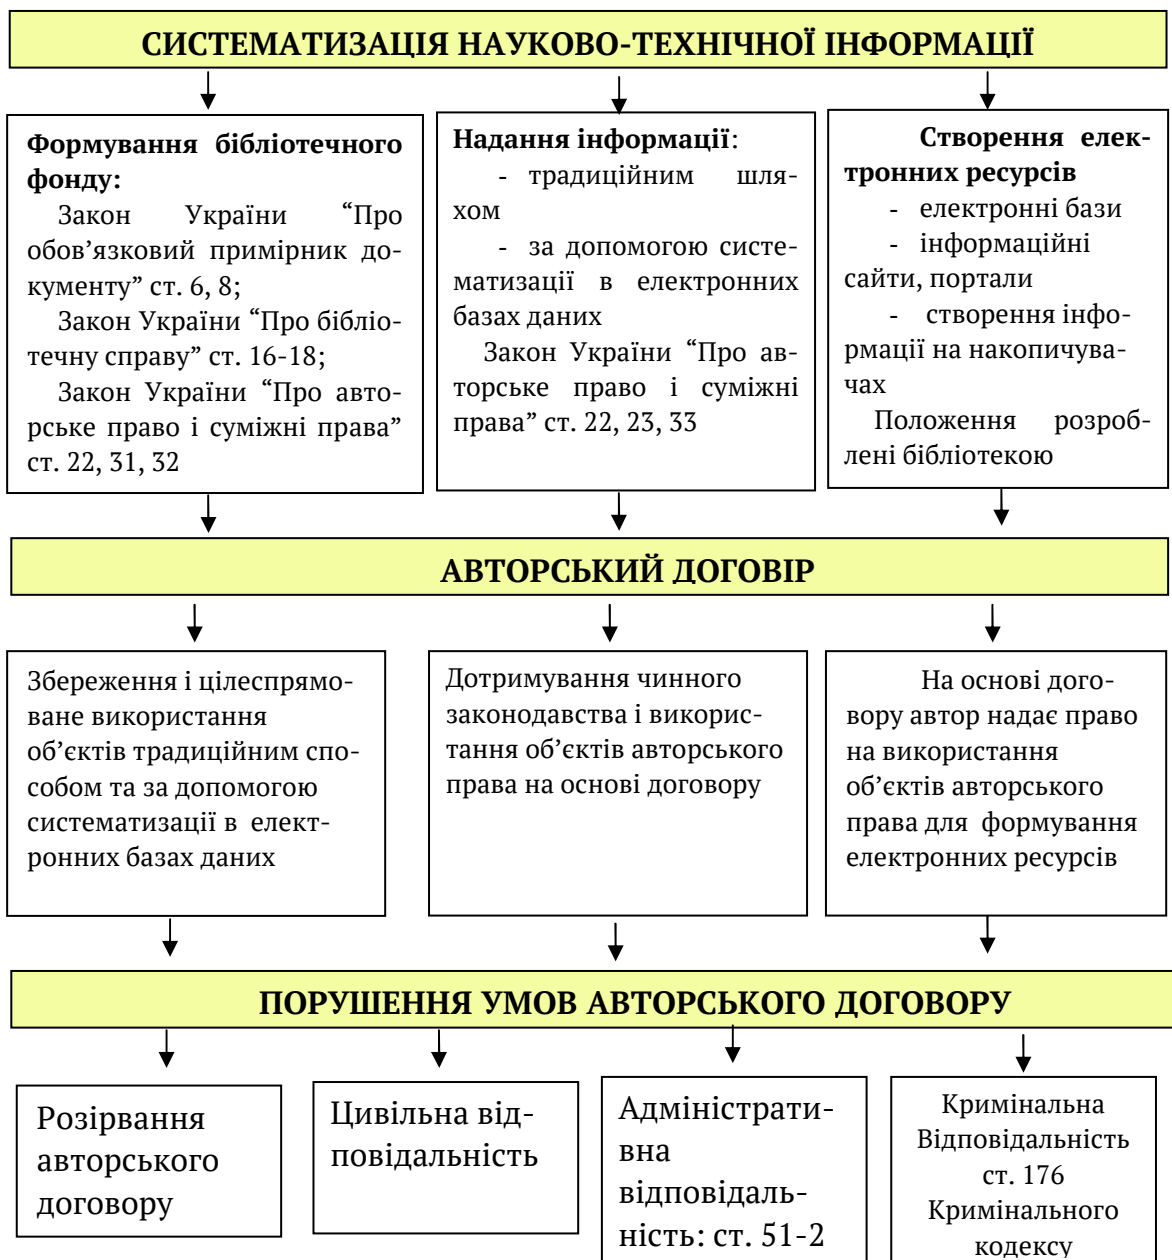 СИСТЕМАТИЗАЦІЯ НАУКОВО-ТЕХНІЧНОЇ ІНФОРМАЦІЇ
Формування бібліотечного
фонду:
Закон України “Про
обов’язковий примірник до-
кументу” ст. 6, 8;
Закон України “Про бібліо-
течну справу” ст. 16-18;
Закон України “Про авто-
рське право і суміжні права”
ст. 22, 31, 32
Надання інформації:
- традиційним шля-
хом
- за допомогою систе-
матизації в електронних
базах даних
Закон України “Про ав-
торське право і суміжні
права” ст. 22, 23, 33
Створення елек-
тронних ресурсів
- електронні бази
- інформаційні
сайти, портали
- створення інфо-
рмації на накопичува-
чах
Положення розроб-
лені бібліотекою
АВТОРСЬКИЙ ДОГОВІР
Збереження і цілеспрямо-
ване використання
об’єктів традиційним спо-
собом та за допомогою
систематизації в елект-
ронних базах даних
Дотримування чинного
законодавства і викорис-
тання об’єктів авторського
права на основі договору
На основі дого-
вору автор надає право
на використання
об’єктів авторського
права для формування
електронних ресурсів
ПОРУШЕННЯ УМОВ АВТОРСЬКОГО ДОГОВОРУ
Розірвання
авторського
договору
Цивільна від-
повідальність
Адміністрати-
вна
відповідаль-
ність: ст. 51-2
Кримінальна
Відповідальність
ст. 176
Кримінального
кодексу